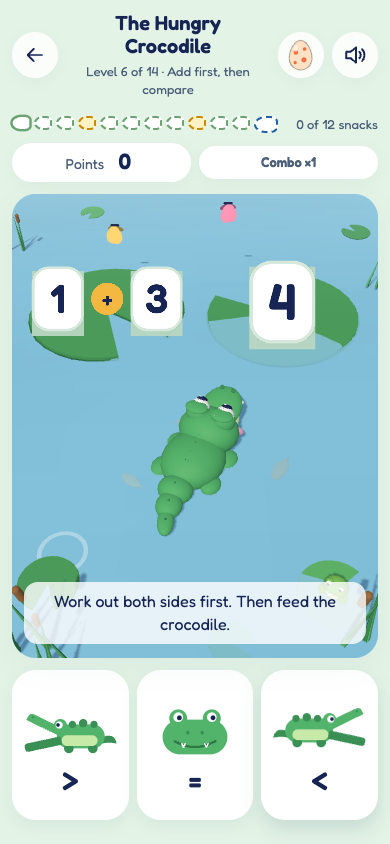 The Hungry
Crocodile
Level 6 of 14 · Add first, then
compare
0 of 12 snacks
Points 0
Combo ×1
1 + 3 4
Work out both sides first. Then feed the
crocodile.
> = <